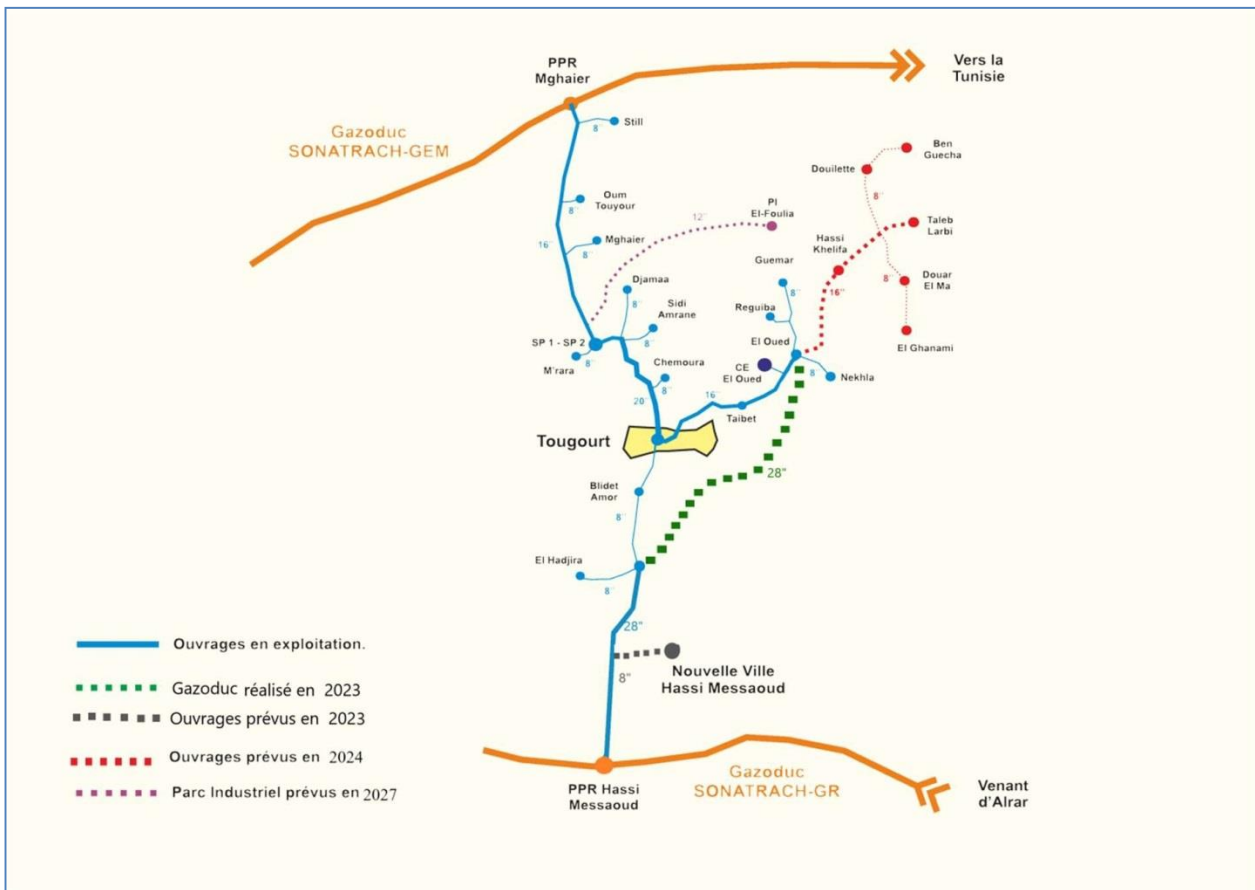 PPR
Mghaier
Vers la
Tunisie
Gazoduc
SONATRACH-GEM
Still
8''
Ben
Guecha
Douilette
8''
Oum
Touyour
8''
PI
El-Foulia
12''
Taleb
Larbi
Hassi
Khelifa
16''
Mghaier
8''
Guemar
8''
Djamaa
8''
Douar
El Ma
8''
16''
Sidi
Amrane
8''
Reguiba
El Oued
El Ghanami
SP 1 - SP 2
M'rara
8''
Chemoura
8''
CE
El Oued
8''
Nekhla
20''
16''
Taibet
Tougourt
28"
Blidet
Amor
8''
El Hadjira
8''
28"
8"
Nouvelle Ville
Hassi Messaoud
Ouvrages en exploitation.
Gazoduc réalisé en 2023
Ouvrages prévus en 2023
Ouvrages prévus en 2024
Parc Industriel prévus en 2027
PPR Hassi
Messaoud
Gazoduc
SONATRACH-GR
Venant
d'Alrar